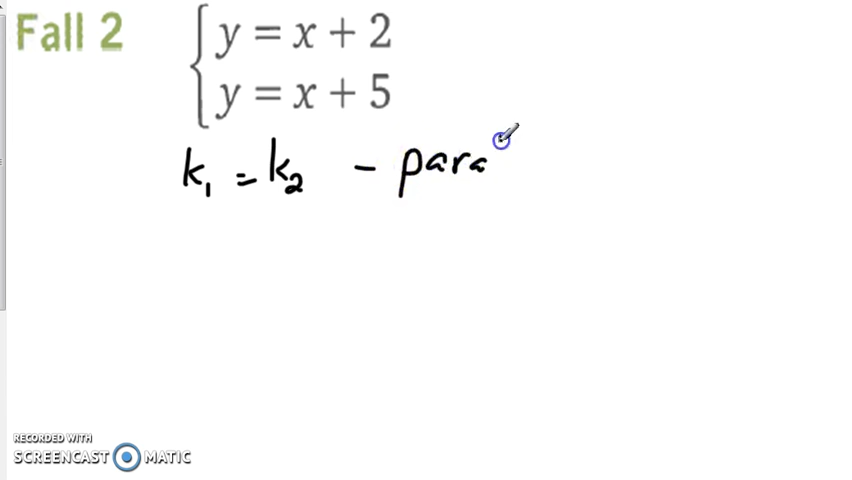 Fall 2
y = x + 2
y = x + 5
k₁ = k₂ - para
RECORDED WITH
SCREENCAST MATIC